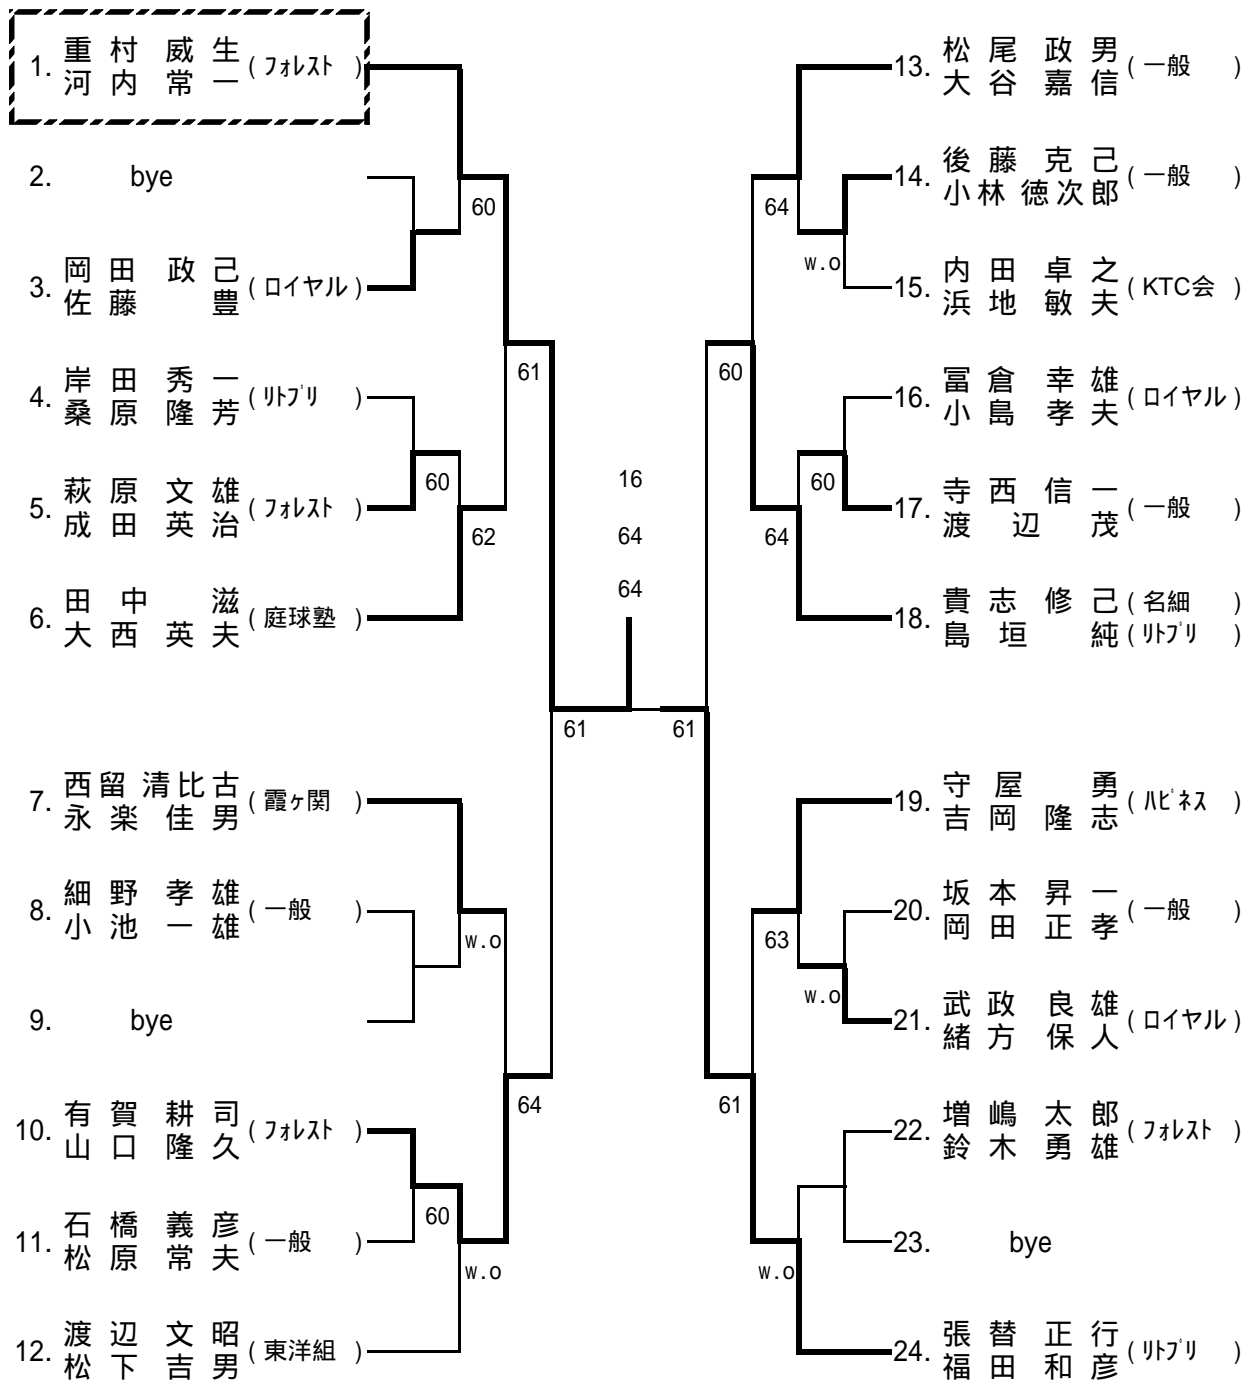 1. 重村 威生 (フォレスト)
河内 常一
2. bye
60
3. 岡田 政己 (ロイヤル)
佐藤 豊
61
4. 岸田 秀一 (リトプリ)
桑原 隆芳
60
5. 萩原 文雄 (フォレスト)
成田 英治
62
6. 田中 滋 (庭球塾)
大西 英夫
61
7. 西留 清比古 (霞ヶ関)
永楽 佳男
8. 細野 孝雄 (一般)
小池 一雄
w.o
9. bye
64
10. 有賀 耕司 (フォレスト)
山口 隆久
60
11. 石橋 義彦 (一般)
松原 常夫
w.o
12. 渡辺 文昭 (東洋組)
松下 吉男
16
64
64
13. 松尾 政男 (一般)
大谷 嘉信
14. 後藤 克己 (一般)
小林 徳次郎
64
w.o
15. 内田 卓之 (KTC会)
浜地 敏夫
60
16. 冨倉 幸雄 (ロイヤル)
小島 孝夫
60
17. 寺西 信一 (一般)
渡辺 茂
64
18. 貴志 修己 (名細)
島垣 純 (リトプリ)
61
19. 守屋 勇 (ハピネス)
吉岡 隆志
20. 坂本 昇一 (一般)
岡田 正孝
63
w.o
21. 武政 良雄 (ロイヤル)
緒方 保人
61
22. 増嶋 太郎 (フォレスト)
鈴木 勇雄
23. bye
w.o
24. 張替 正行 (リトプリ)
福田 和彦